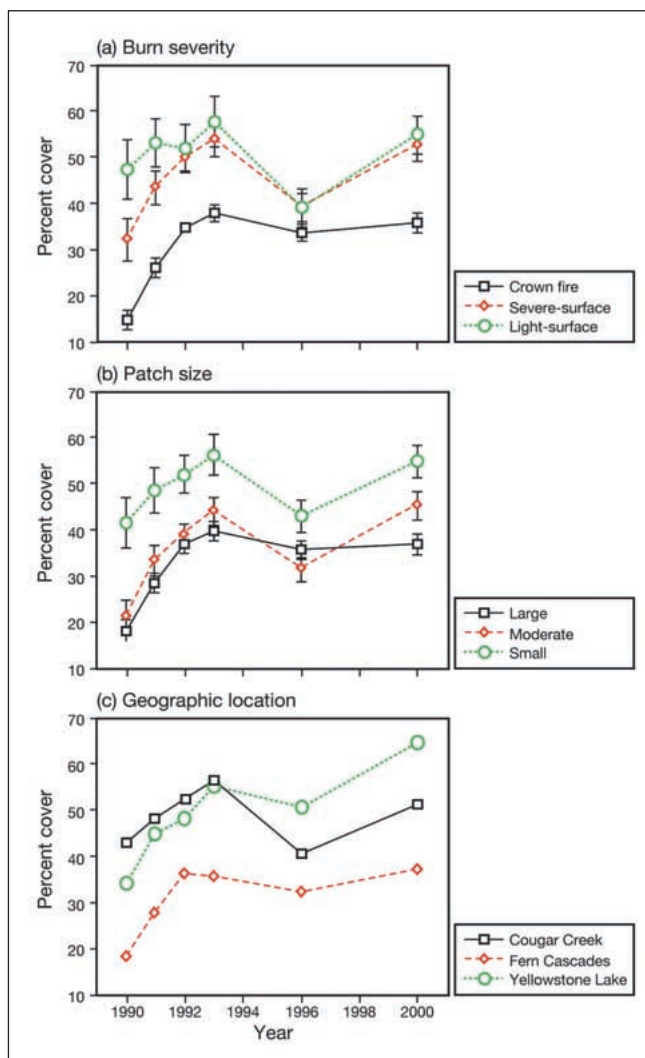 (a) Burn severity
70
60
50
40
30
20
10
Percent cover
Crown fire
Severe-surface
Light-surface
(b) Patch size
70
60
50
40
30
20
10
Percent cover
Large
Moderate
Small
(c) Geographic location
70
60
50
40
30
20
10
Percent cover
Cougar Creek
Fern Cascades
Yellowstone Lake
1990 1992 1994 1996 1998 2000
Year